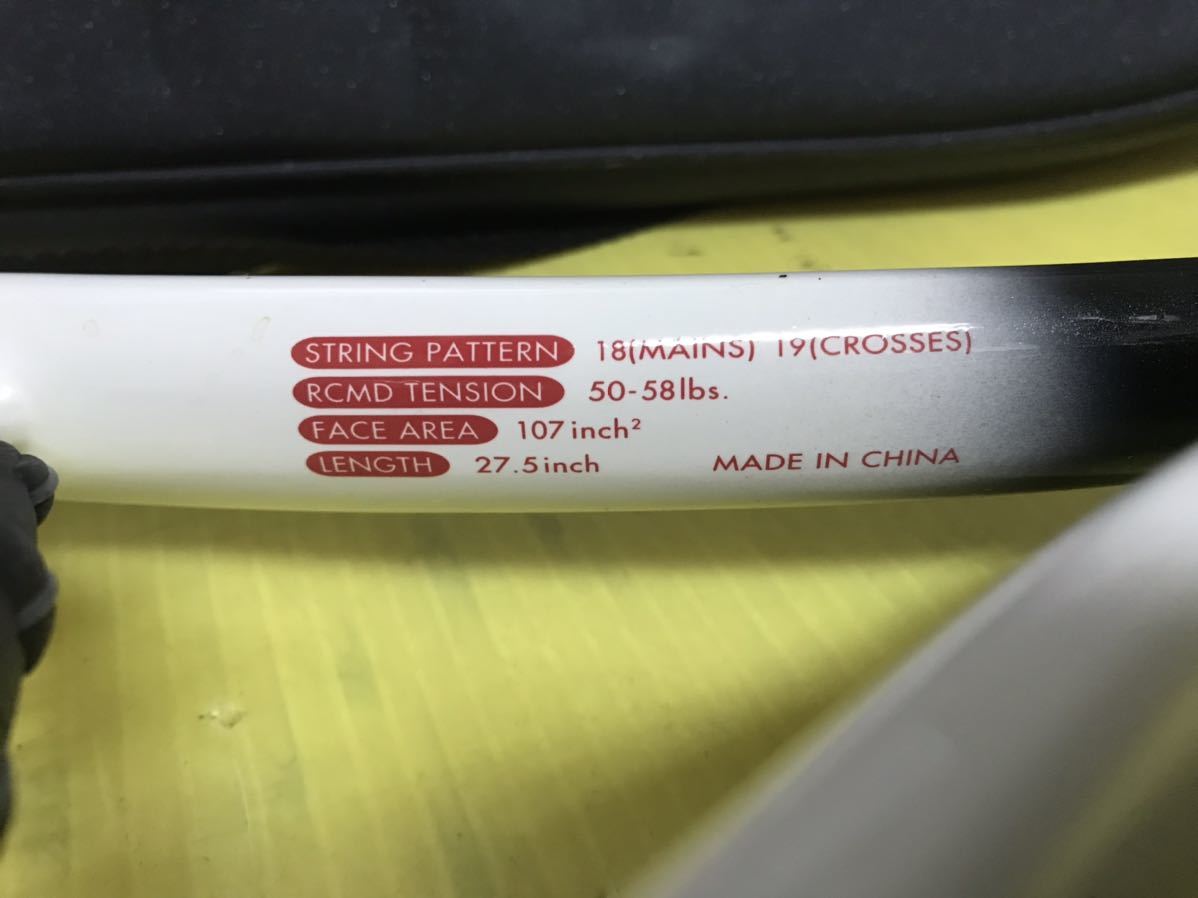 STRING PATTERN 18(MAINS) 19(CROSSES)
RCMD TENSION 50-58lbs.
FACE AREA 107inch²
LENGTH 27.5inch MADE IN CHINA